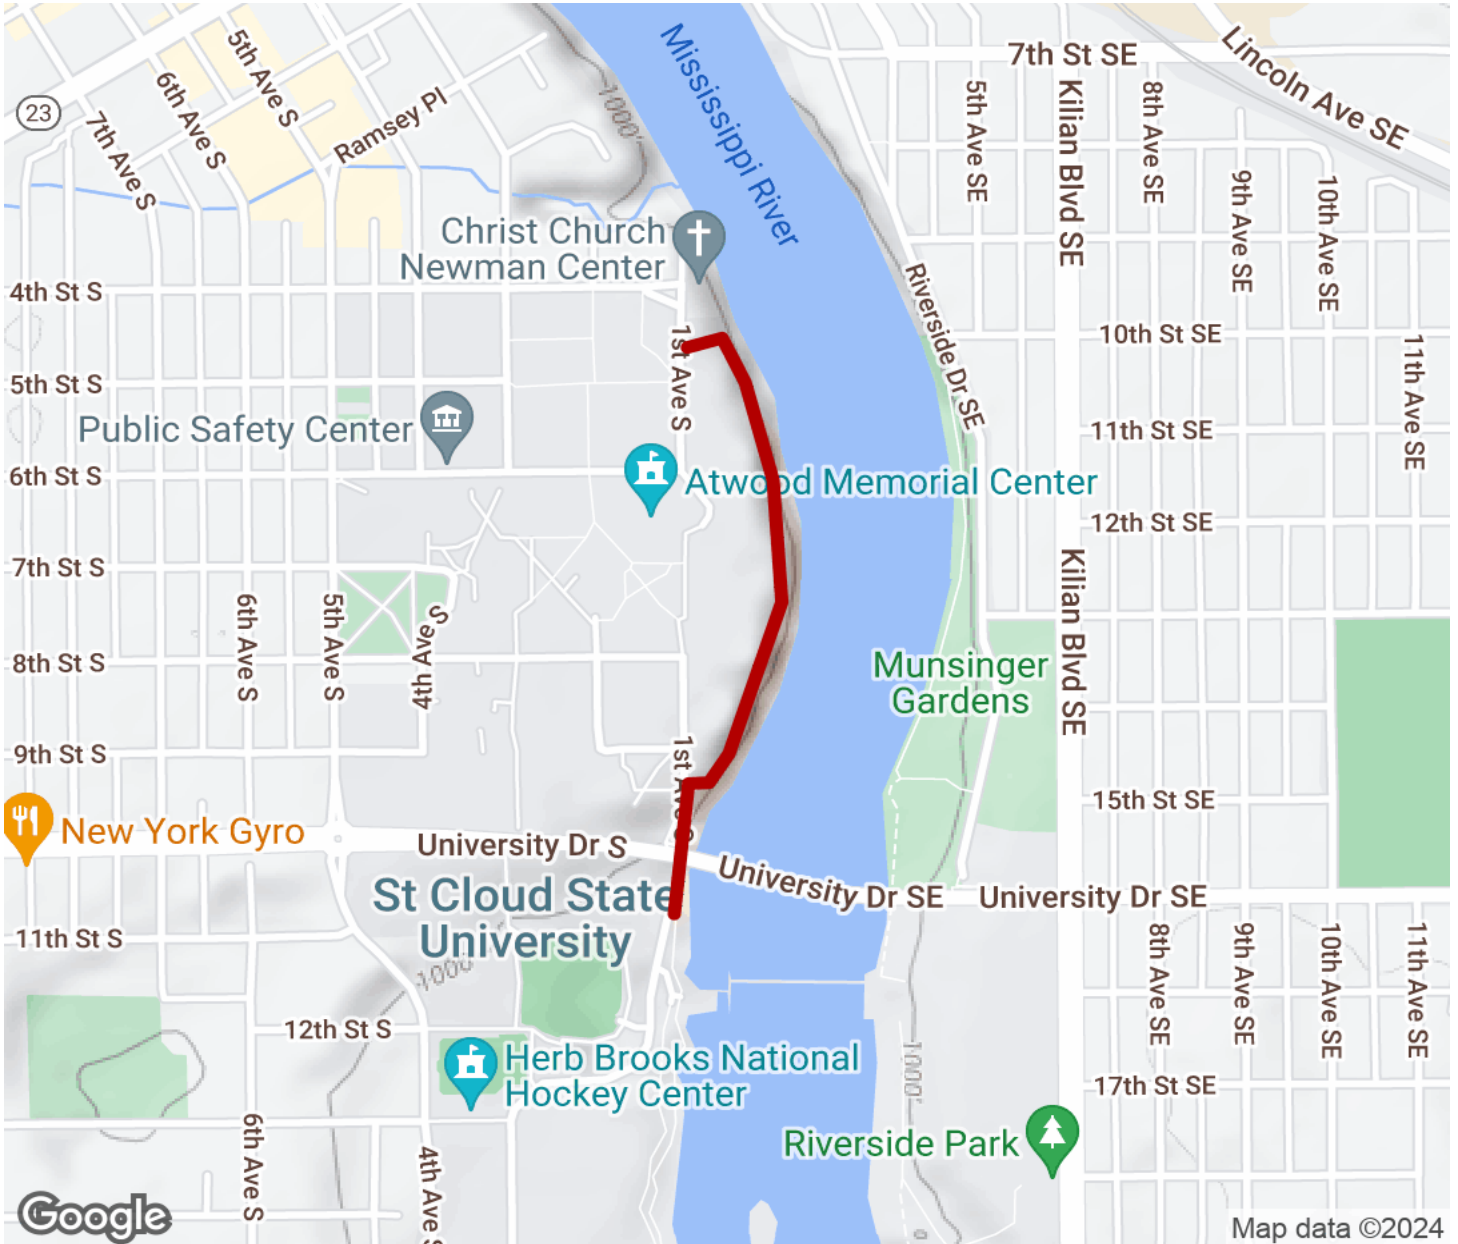 Mississippi River
7th St SE
Lincoln Ave SE
5th Ave S
6th Ave S
7th Ave S
23
Ramsey Pl
1000'
5th Ave SE
Kilian Blvd SE
8th Ave SE
9th Ave SE
10th Ave SE
Christ Church
Newman Center
4th St S
Riverside Dr SE
10th St SE
11th Ave SE
1st Ave S
5th St S
Public Safety Center
11th St SE
6th St S
Atwood Memorial Center
12th St SE
7th St S
Kilian Blvd SE
6th Ave S
5th Ave S
4th Ave S
8th St S
Munsinger
Gardens
9th St S
1st Ave S
15th St SE
New York Gyro
University Dr S
University Dr SE
University Dr SE
St Cloud State
University
11th St S
1000'
8th Ave SE
9th Ave SE
10th Ave SE
11th Ave SE
12th St S
Herb Brooks National
Hockey Center
1000'
17th St SE
6th Ave S
4th Ave S
Riverside Park
Google
Map data ©2024